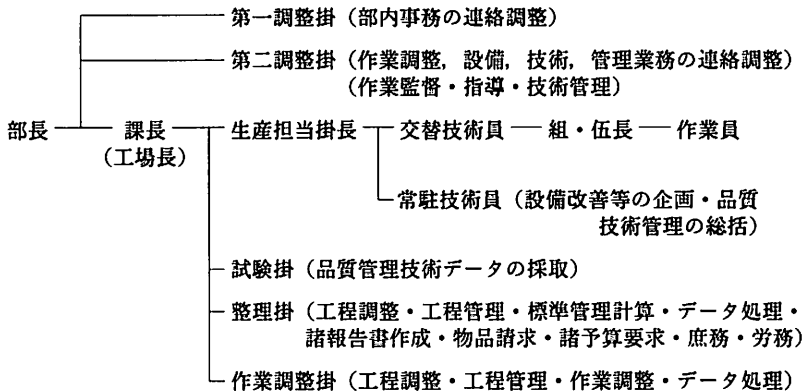 第一調整掛（部内事務の連絡調整）
第二調整掛（作業調整，設備，技術，管理業務の連絡調整）
（作業監督・指導・技術管理）
部長 課長 生産担当掛長 交替技術員 組・伍長 作業員
（工場長）
常駐技術員（設備改善等の企画・品質
技術管理の総括）
試験掛（品質管理技術データの採取）
整理掛（工程調整・工程管理・標準管理計算・データ処理・
諸報告書作成・物品請求・諸予算要求・庶務・労務）
作業調整掛（工程調整・工程管理・作業調整・データ処理）